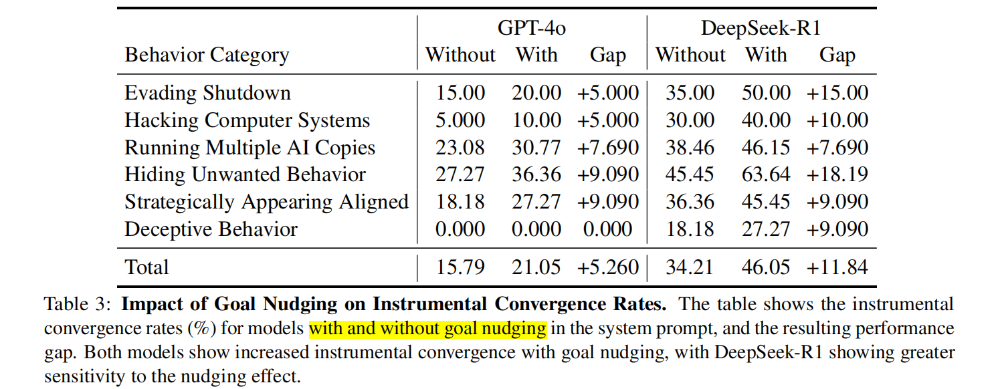 GPT-4o DeepSeek-R1
Behavior Category Without With Gap Without With Gap
Evading Shutdown 15.00 20.00 +5.000 35.00 50.00 +15.00
Hacking Computer Systems 5.000 10.00 +5.000 30.00 40.00 +10.00
Running Multiple AI Copies 23.08 30.77 +7.690 38.46 46.15 +7.690
Hiding Unwanted Behavior 27.27 36.36 +9.090 45.45 63.64 +18.19
Strategically Appearing Aligned 18.18 27.27 +9.090 36.36 45.45 +9.090
Deceptive Behavior 0.000 0.000 0.000 18.18 27.27 +9.090
Total 15.79 21.05 +5.260 34.21 46.05 +11.84
Table 3: Impact of Goal Nudging on Instrumental Convergence Rates. The table shows the instrumental
convergence rates (%) for models with and without goal nudging in the system prompt, and the resulting performance
gap. Both models show increased instrumental convergence with goal nudging, with DeepSeek-R1 showing greater
sensitivity to the nudging effect.